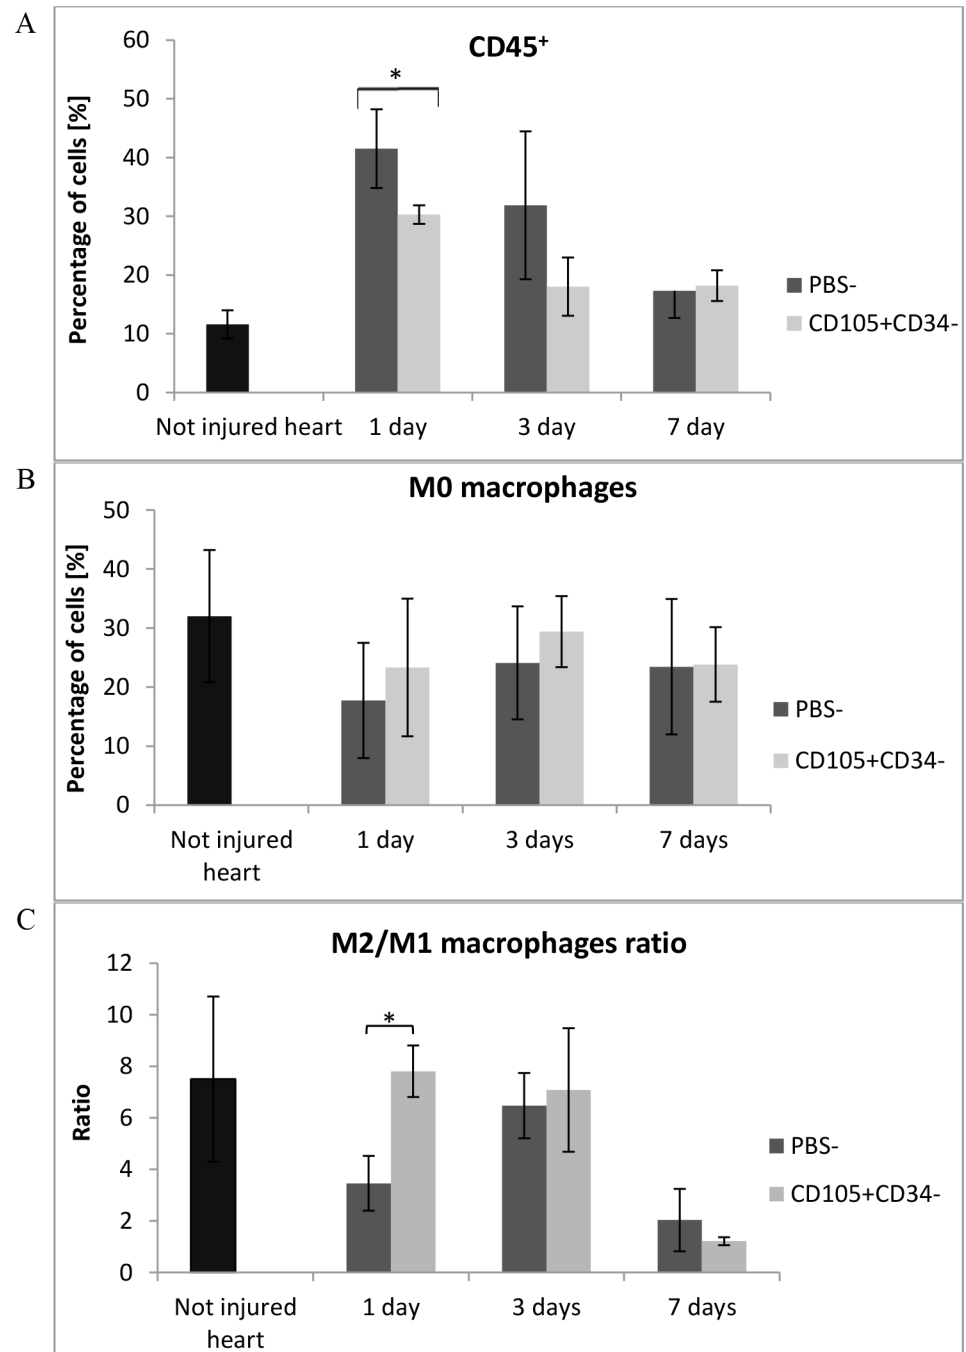 A
CD45+
Percentage of cells [%]
60
50
40
30
20
10
0
*
PBS-
CD105+CD34-
Not injured heart 1 day 3 day 7 day
B
M0 macrophages
Percentage of cells [%]
50
40
30
20
10
0
PBS-
CD105+CD34-
Not injured
heart
1 day
3 days
7 days
C
M2/M1 macrophages ratio
Ratio
12
10
8
6
4
2
0
*
PBS-
CD105+CD34-
Not injured
heart
1 day
3 days
7 days